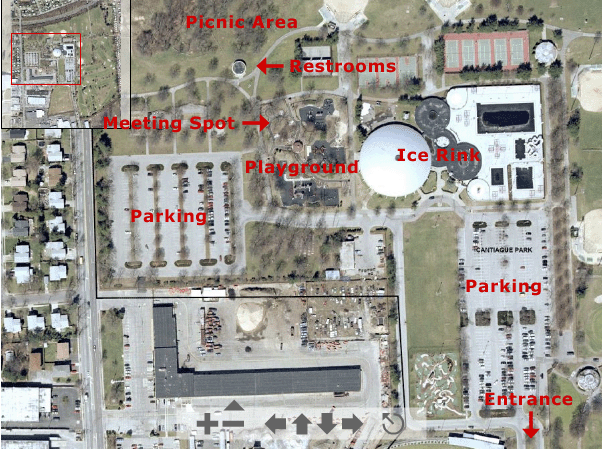 Picnic Area
Restrooms
Meeting Spot
Playground
Ice Rink
Parking
CANTIAGUE PARK
Parking
Entrance